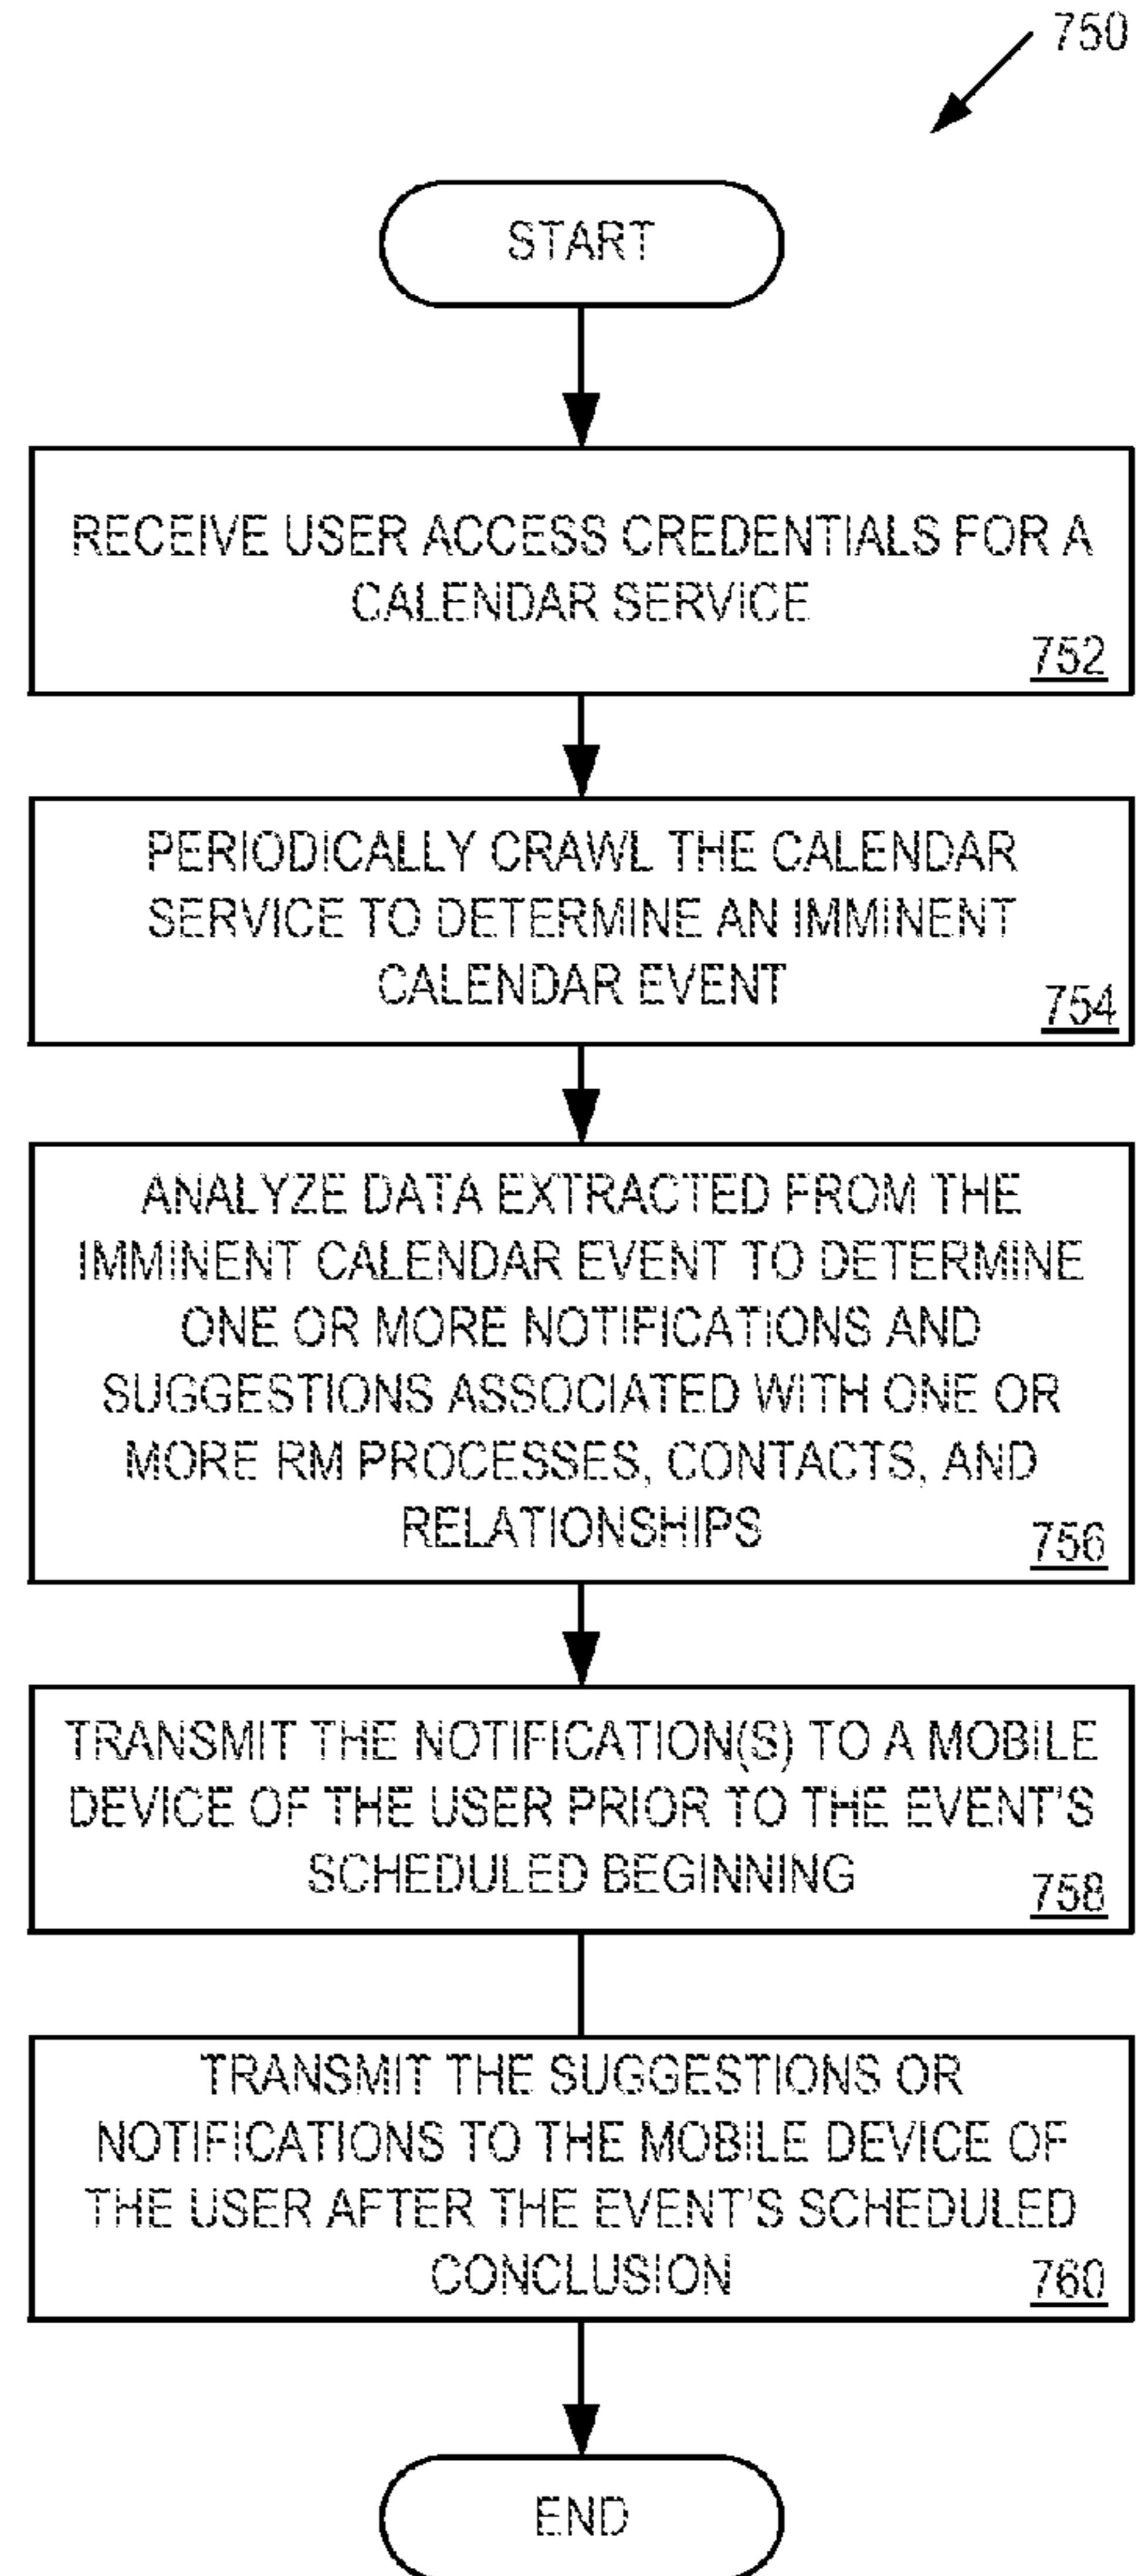 750
START
RECEIVE USER ACCESS CREDENTIALS FOR A
CALENDAR SERVICE
752
PERIODICALLY CRAWL THE CALENDAR
SERVICE TO DETERMINE AN IMMINENT
CALENDAR EVENT
754
ANALYZE DATA EXTRACTED FROM THE
IMMINENT CALENDAR EVENT TO DETERMINE
ONE OR MORE NOTIFICATIONS AND
SUGGESTIONS ASSOCIATED WITH ONE OR
MORE RM PROCESSES, CONTACTS, AND
RELATIONSHIPS
756
TRANSMIT THE NOTIFICATION(S) TO A MOBILE
DEVICE OF THE USER PRIOR TO THE EVENT'S
SCHEDULED BEGINNING
758
TRANSMIT THE SUGGESTIONS OR
NOTIFICATIONS TO THE MOBILE DEVICE OF
THE USER AFTER THE EVENT'S SCHEDULED
CONCLUSION
760
END